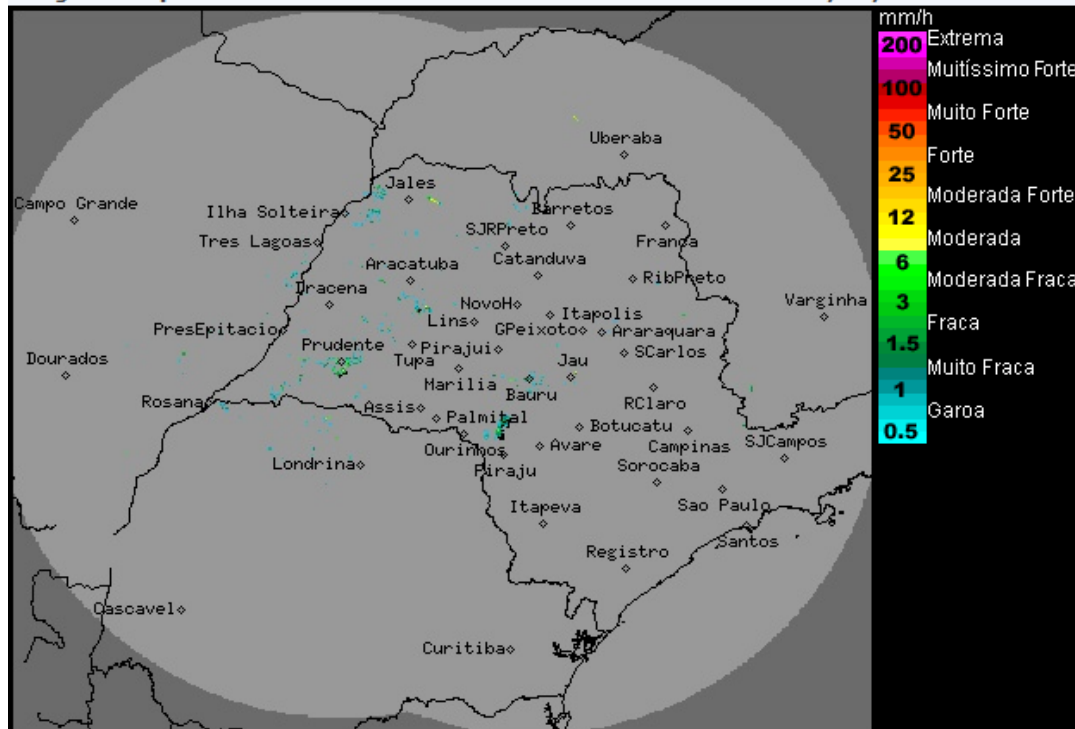 mm/h
200 Extrema
Muitíssimo Forte
100
Muito Forte
50
Forte
25
Moderada Forte
12
Moderada
6
Moderada Fraca
3
Fraca
1.5
Muito Fraca
1
Garoa
0.5
Uberaba
Jales
Campo Grande
Ilha Solteira
Barretos
SJRPreto
Franca
Tres Lagoas
Catanduva
Aracatuba
RibPreto
Dracena
NovoH
Varginha
Itapolis
Lins
PresEpitacio
GPeixoto
Araraquara
Prudente
Pirajui
Dourados
Tupa
Jau
SCarlos
Marilia
Bauru
Rosana
Assis
RClaro
Palmital
Botucatu
Ourinhos
Avare
Campinas
SJCampos
Londrina
Piraju
Sorocaba
Itapeva
Sao Paulo
Santos
Registro
Cascavel
Curitiba